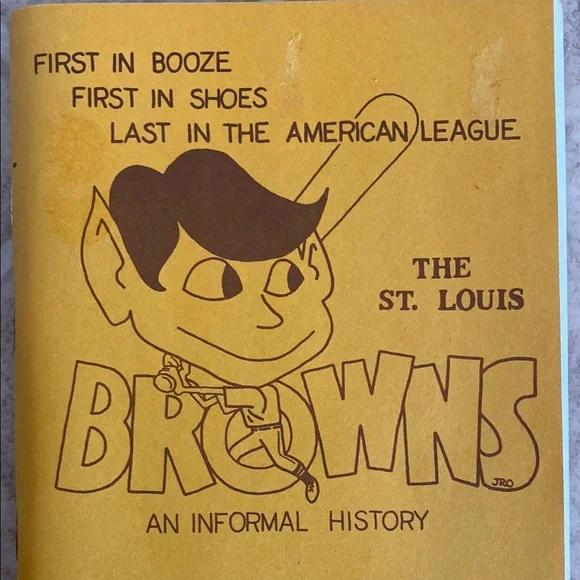 FIRST IN BOOZE
FIRST IN SHOES
LAST IN THE AMERICAN LEAGUE
THE
ST. LOUIS
BROWNS
JRO
AN INFORMAL HISTORY